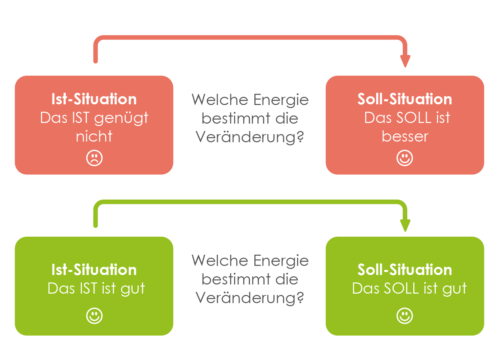 Ist-Situation
Das IST genügt
nicht
Welche Energie
bestimmt die
Veränderung?
Soll-Situation
Das SOLL ist
besser
Ist-Situation
Das IST ist gut
Welche Energie
bestimmt die
Veränderung?
Soll-Situation
Das SOLL ist gut